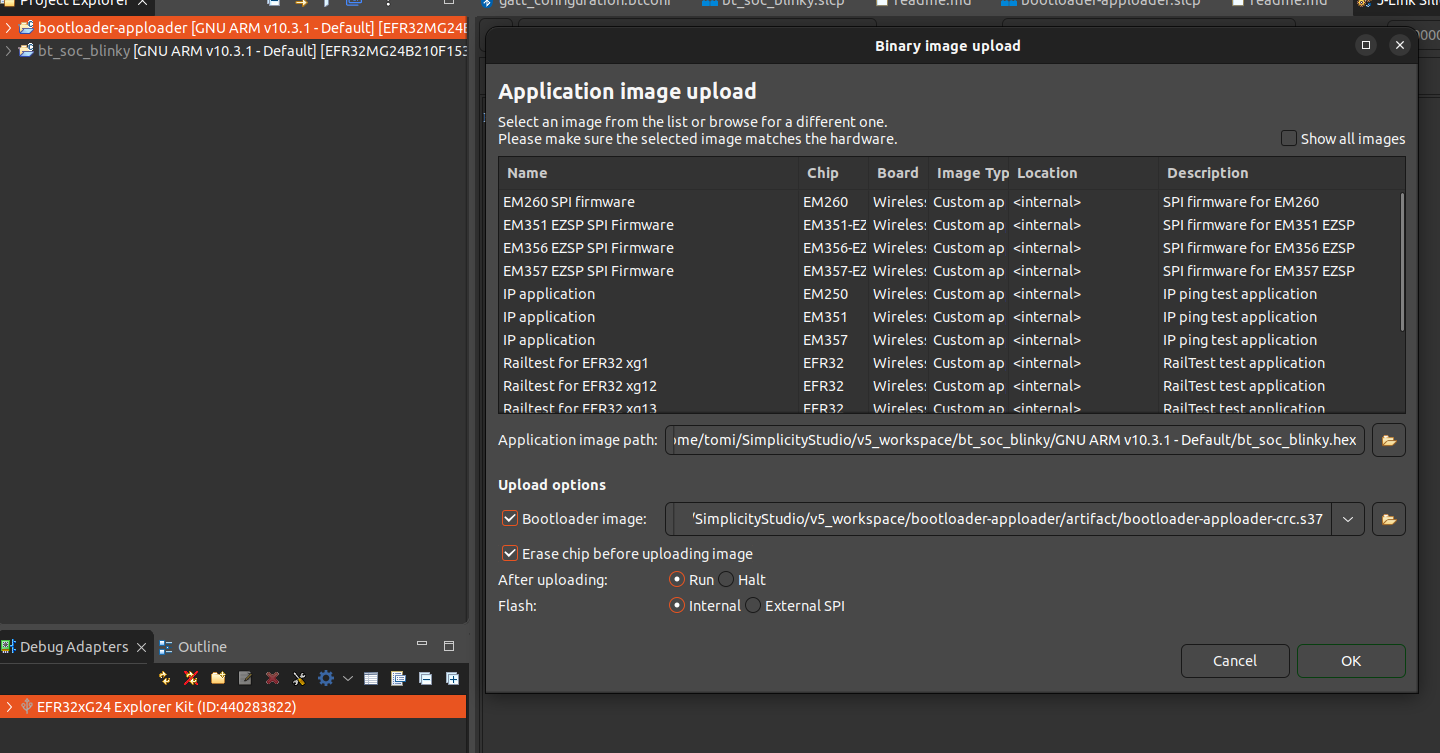 Project Explorer
gatt_configuration.btconf
bt_soc_blinky.slcp
readme.md
bootloader-apploader.slcp
readme.md
bootloader-apploader [GNU ARM v10.3.1 - Default] [EFR32MG24B
bt_soc_blinky [GNU ARM v10.3.1 - Default] [EFR32MG24B210F153
Binary image upload
Application image upload
Select an image from the list or browse for a different one.
Please make sure the selected image matches the hardware.
Show all images
Name Chip Board Image Typ Location Description
EM260 SPI firmware EM260 Wireless Custom ap <internal> SPI firmware for EM260
EM351 EZSP SPI Firmware EM351-EZ Wireless Custom ap <internal> SPI firmware for EM351 EZSP
EM356 EZSP SPI Firmware EM356-EZ Wireless Custom ap <internal> SPI firmware for EM356 EZSP
EM357 EZSP SPI Firmware EM357-EZ Wireless Custom ap <internal> SPI firmware for EM357 EZSP
IP application EM250 Wireless Custom ap <internal> IP ping test application
IP application EM351 Wireless Custom ap <internal> IP ping test application
IP application EM357 Wireless Custom ap <internal> IP ping test application
Railtest for EFR32 xg1 EFR32 Wireless Custom ap <internal> RailTest test application
Railtest for EFR32 xg12 EFR32 Wireless Custom ap <internal> RailTest test application
Railtest for EFR32 xg13 EFR32 Wireless Custom ap <internal> RailTest test application
Application image path: ome/tomi/SimplicityStudio/v5_workspace/bt_soc_blinky/GNU ARM v10.3.1 - Default/bt_soc_blinky.hex
Upload options
Bootloader image: 'SimplicityStudio/v5_workspace/bootloader-apploader/artifact/bootloader-apploader-crc.s37
Erase chip before uploading image
After uploading: Run Halt
Flash: Internal External SPI
Cancel OK
Debug Adapters Outline
EFR32xG24 Explorer Kit (ID:440283822)